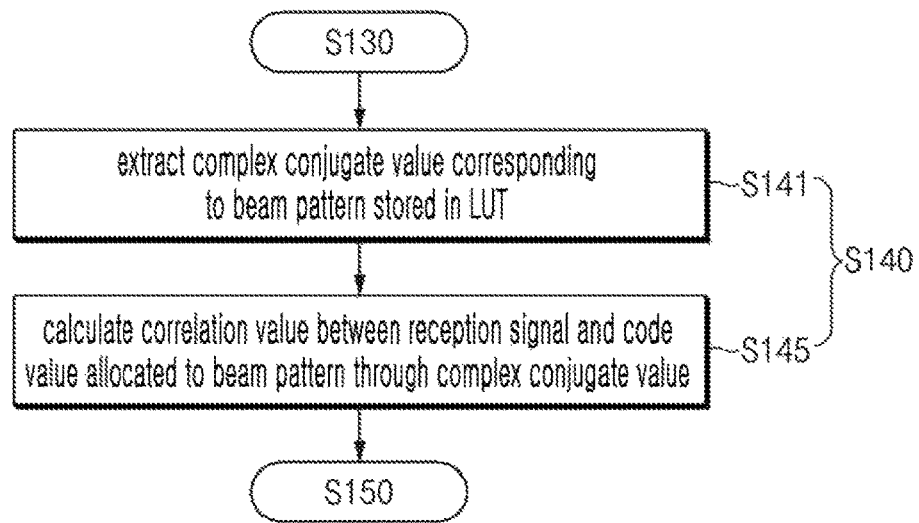 S130
extract complex conjugate value corresponding
to beam pattern stored in LUT
S141
S140
calculate correlation value between reception signal and code
value allocated to beam pattern through complex conjugate value
S145
S150